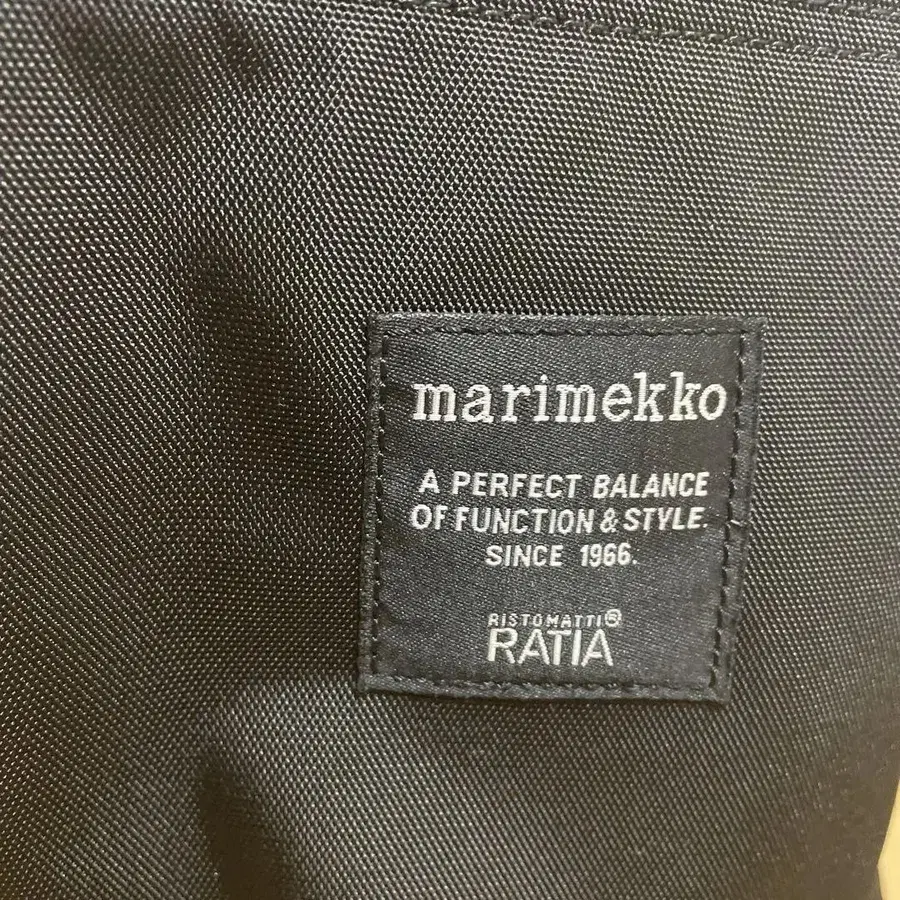 marimekko
A PERFECT BALANCE
OF FUNCTION & STYLE.
SINCE 1966.
RISTOMATTI®
RATIA